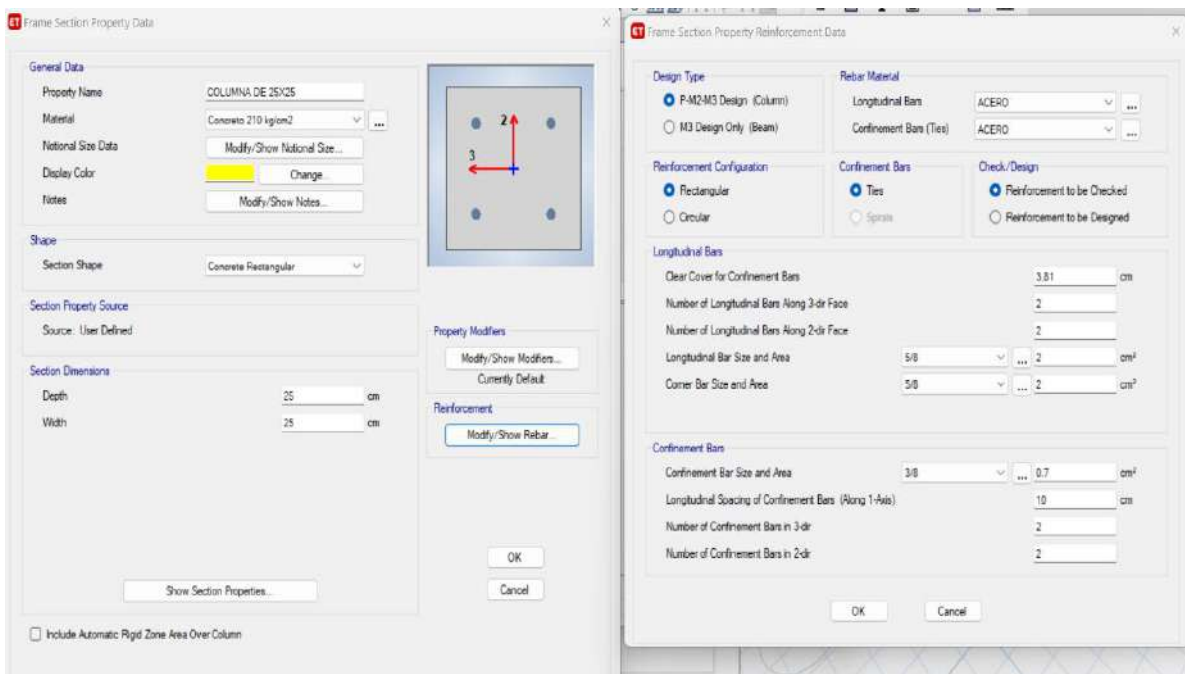 Frame Section Property Data
General Data
Property Name COLUMNA DE 25X25
Material Concreto 210 kg/cm2 ...
Notional Size Data Modify/Show Notional Size...
Display Color Change...
Notes Modify/Show Notes...
Shape
Section Shape Concrete Rectangular
Section Property Source
Source: User Defined
Section Dimensions
Depth 25 cm
Width 25 cm
Show Section Properties...
Include Automatic Rigid Zone Area Over Column
2
3
Property Modifiers
Modify/Show Modifiers...
Currently Default
Reinforcement
Modify/Show Rebar...
OK
Cancel
Frame Section Property Reinforcement Data
Design Type
P-M2-M3 Design (Column)
M3 Design Only (Beam)
Rebar Material
Longitudinal Bars ACERO ...
Confinement Bars (Ties) ACERO ...
Reinforcement Configuration
Rectangular
Circular
Confinement Bars
Ties
Spirals
Check/Design
Reinforcement to be Checked
Reinforcement to be Designed
Longitudinal Bars
Clear Cover for Confinement Bars 3.81 cm
Number of Longitudinal Bars Along 3-dir Face 2
Number of Longitudinal Bars Along 2-dir Face 2
Longitudinal Bar Size and Area 5/8 ... 2 cm²
Corner Bar Size and Area 5/8 ... 2 cm²
Confinement Bars
Confinement Bar Size and Area 3/8 ... 0.7 cm²
Longitudinal Spacing of Confinement Bars (Along 1-Axis) 10 cm
Number of Confinement Bars in 3-dir 2
Number of Confinement Bars in 2-dir 2
OK Cancel